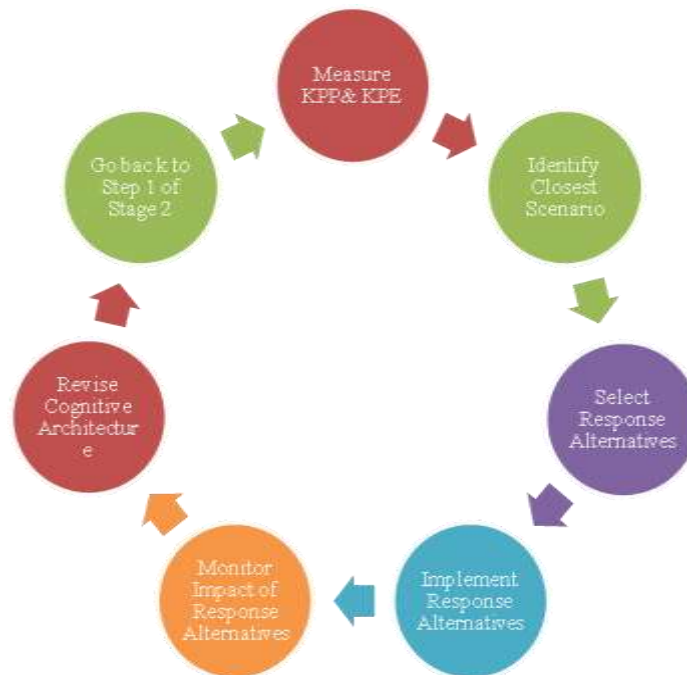 Measure
KPP& KPE
Identify
Closest
Scenario
Select
Response
Alternatives
Implement
Response
Alternatives
Monitor
Impact of
Response
Alternatives
Revise
Cognitive
Architectur
e
Go back to
Step 1 of
Stage 2